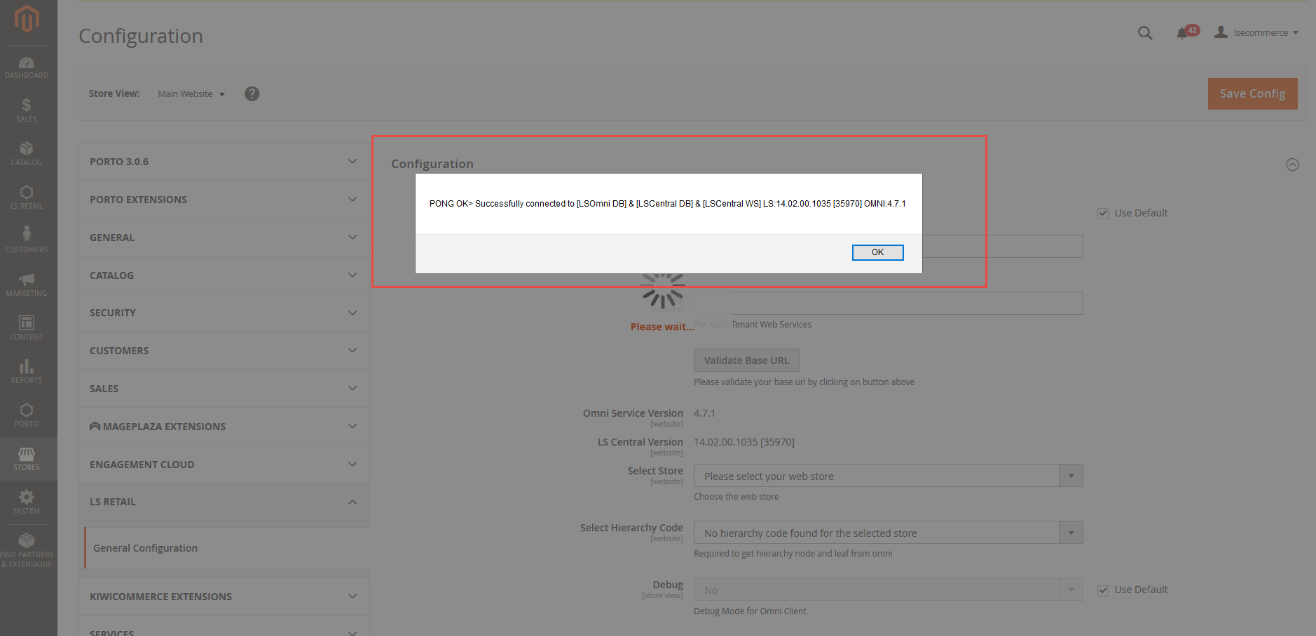 Configuration
42
lsecommerce
Store View: Main Website
?
Save Config
DASHBOARD
SALES
CATALOG
LS RETAIL
CUSTOMERS
MARKETING
CONTENT
REPORTS
PORTO
STORES
SYSTEM
FIND PARTNERS
& EXTENSIONS
PORTO 3.0.6
PORTO EXTENSIONS
GENERAL
CATALOG
SECURITY
CUSTOMERS
SALES
MAGEPLAZA EXTENSIONS
ENGAGEMENT CLOUD
LS RETAIL
General Configuration
KIWICOMMERCE EXTENSIONS
SERVICES
Configuration
PONG OK> Successfully connected to [LSOmni DB] & [LSCentral DB] & [LSCentral WS] LS:14.02.00.1035 [35970] OMNI:4.7.1
OK
Use Default
Please wait...
For Multi Tenant Web Services
Validate Base URL
Please validate your base url by clicking on button above
Omni Service Version 4.7.1
[website]
LS Central Version 14.02.00.1035 [35970]
[website]
Select Store Please select your web store
[website]
Choose the web store
Select Hierarchy Code No hierarchy code found for the selected store
[website]
Required to get hierarchy node and leaf from omni
Debug No Use Default
[store view]
Debug Mode for Omni Client